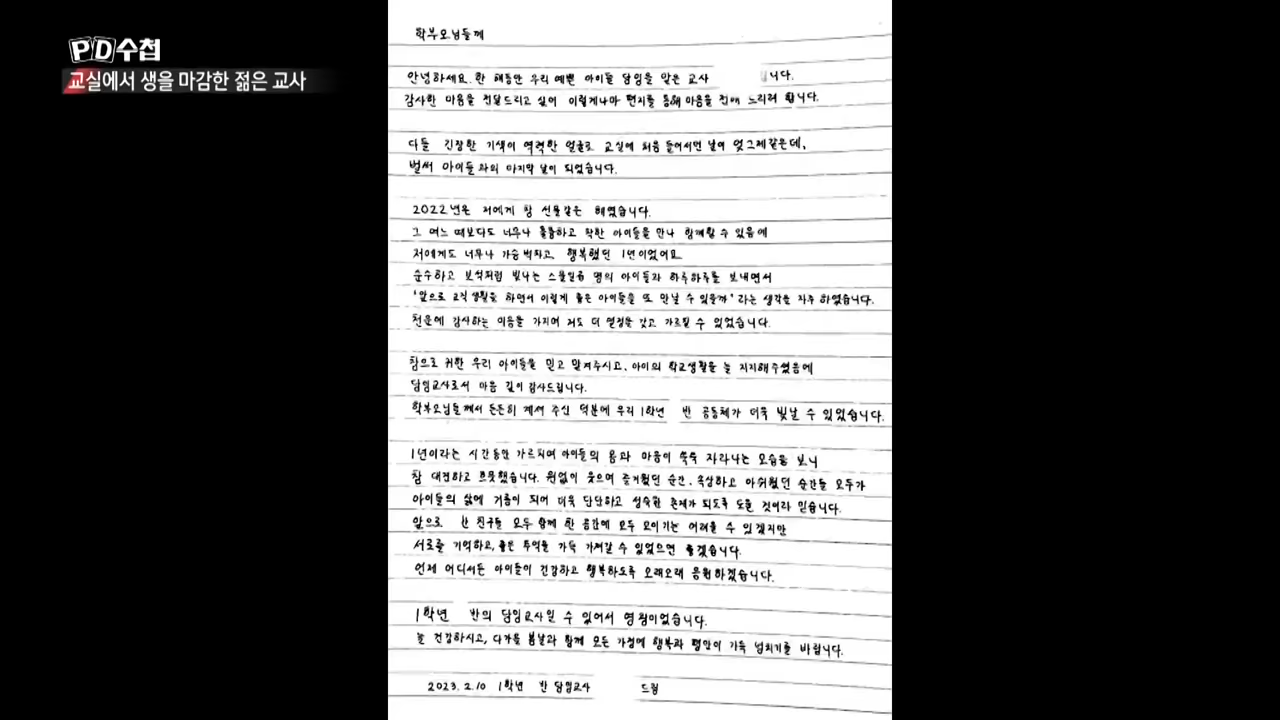 PD수첩
교실에서 생을 마감한 젊은 교사
학부모님들께
안녕하세요. 한 해동안 우리 예쁜 아이들 담임을 맡은 교사 니다.
감사한 마음을 전달드리고 싶어 이렇게나마 편지를 통해 마음을 전해 드리려 합니다.
다들 긴장한 기색이 역력한 얼굴로 교실에 처음 들어서던 날이 엊그제같은데,
벌써 아이들과의 마지막 날이 되었습니다.
2022년은 저에게 참 선물같은 해였습니다.
그 여느 때보다도 너무나 훌륭하고 착한 아이들을 만나 함께할 수 있음에
저에게도 너무나 가슴 벅차고, 행복했던 1년이었어요
순수하고 보석처럼 빛나는 스물일곱 명의 아이들과 하루하루를 보내면서
'앞으로 교직 생활을 하면서 이렇게 좋은 아이들을 또 만날 수 있을까' 라는 생각을 자주 하였습니다.
천운에 감사하는 마음을 가지며 저도 더 열정을 갖고 가르칠 수 있었습니다.
참으로 귀한 우리 아이들을 믿고 맡겨주시고, 아이의 학교생활을 늘 지지해주셨음에
담임교사로서 마음 깊이 감사드립니다.
학부모님들께서 든든히 계셔 주신 덕분에 우리 1학년 반 공동체가 더욱 빛날 수 있었습니다.
1년이라는 시간동안 가르치며 아이들의 몸과 마음이 쑥쑥 자라나는 모습을 보니
참 대견하고 흐뭇했습니다. 원없이 웃으며 즐거웠던 순간, 속상하고 아쉬웠던 순간들 모두가
아이들의 삶에 거름이 되어 더욱 단단하고 성숙한 존재가 되도록 도울 것이라 믿습니다.
앞으로 반 친구들 모두 함께 한 공간에 모두 모이기는 어려울 수 있겠지만
서로를 기억하고, 좋은 추억을 가득 가져갈 수 있었으면 좋겠습니다.
언제 어디서든 아이들이 건강하고 행복하도록 오래오래 응원하겠습니다.
1학년 반의 담임교사일 수 있어서 영광이었습니다.
늘 건강하시고, 다가올 봄날과 함께 모든 가정에 행복과 평안이 가득 넘치기를 바랍니다.
2023. 2. 10 1학년 반 담임교사 드림